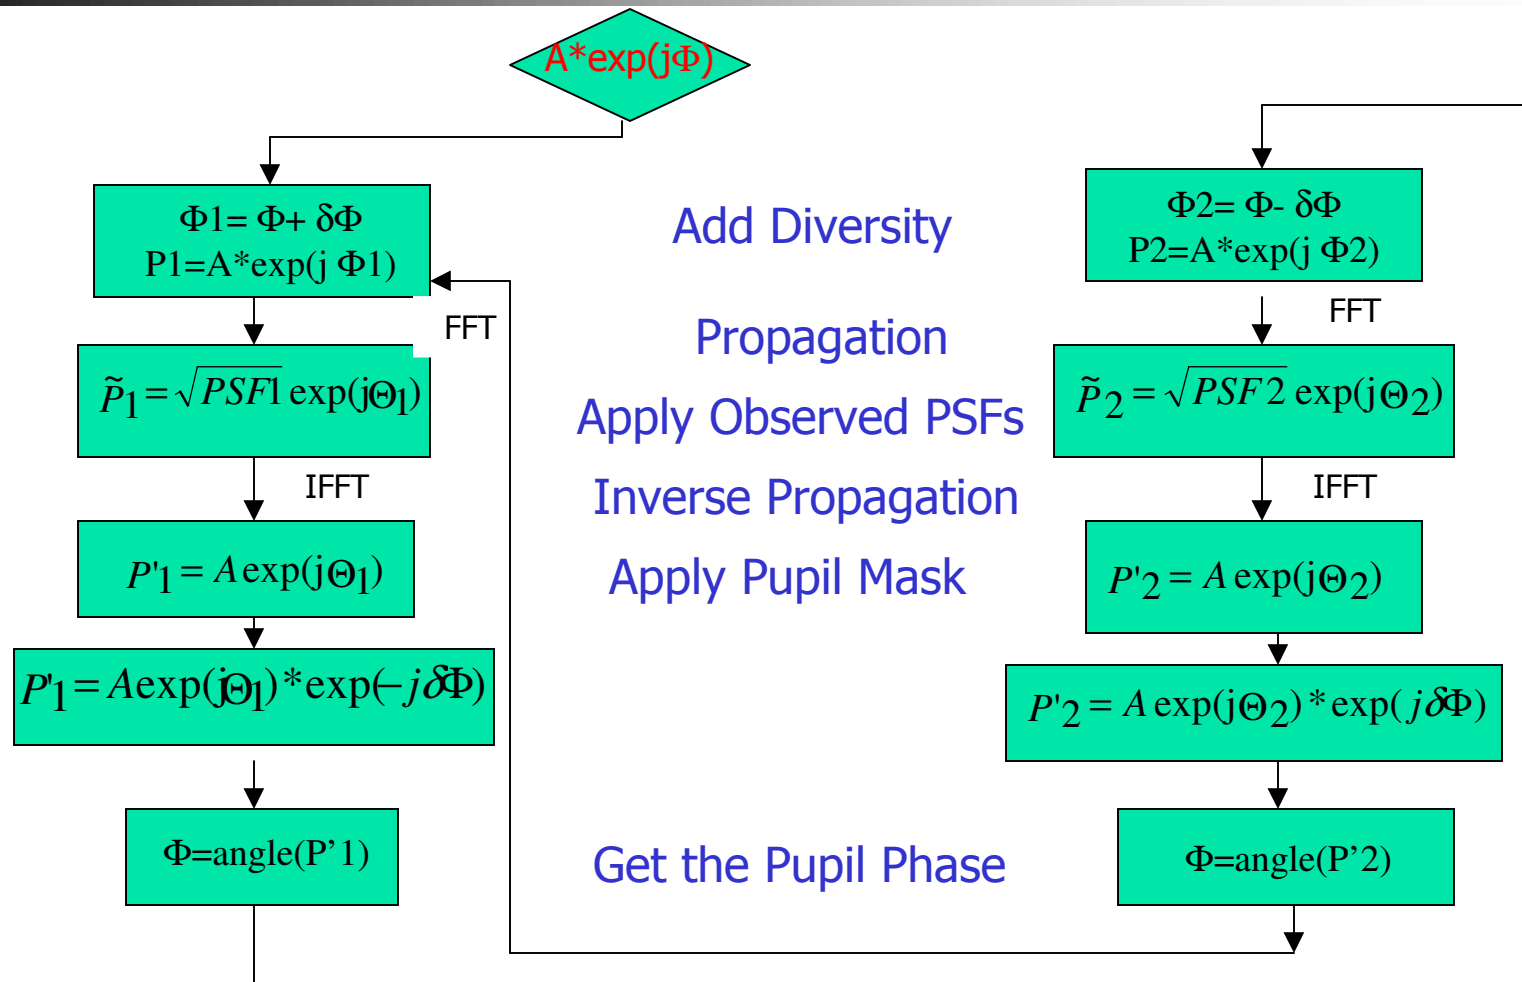 A*exp(jΦ)
Φ1= Φ+ δΦ
P1=A*exp(j Φ1)
FFT
P̃1 = √PSF1 exp(jΘ1)
IFFT
P'1 = A exp(jΘ1)
P'1 = Aexp(jΘ1)*exp(−jδΦ)
Φ=angle(P’1)
Add Diversity
Propagation
Apply Observed PSFs
Inverse Propagation
Apply Pupil Mask
Get the Pupil Phase
Φ2= Φ- δΦ
P2=A*exp(j Φ2)
FFT
P̃2 = √PSF2 exp(jΘ2)
IFFT
P'2 = A exp(jΘ2)
P'2 = A exp(jΘ2)*exp(jδΦ)
Φ=angle(P’2)